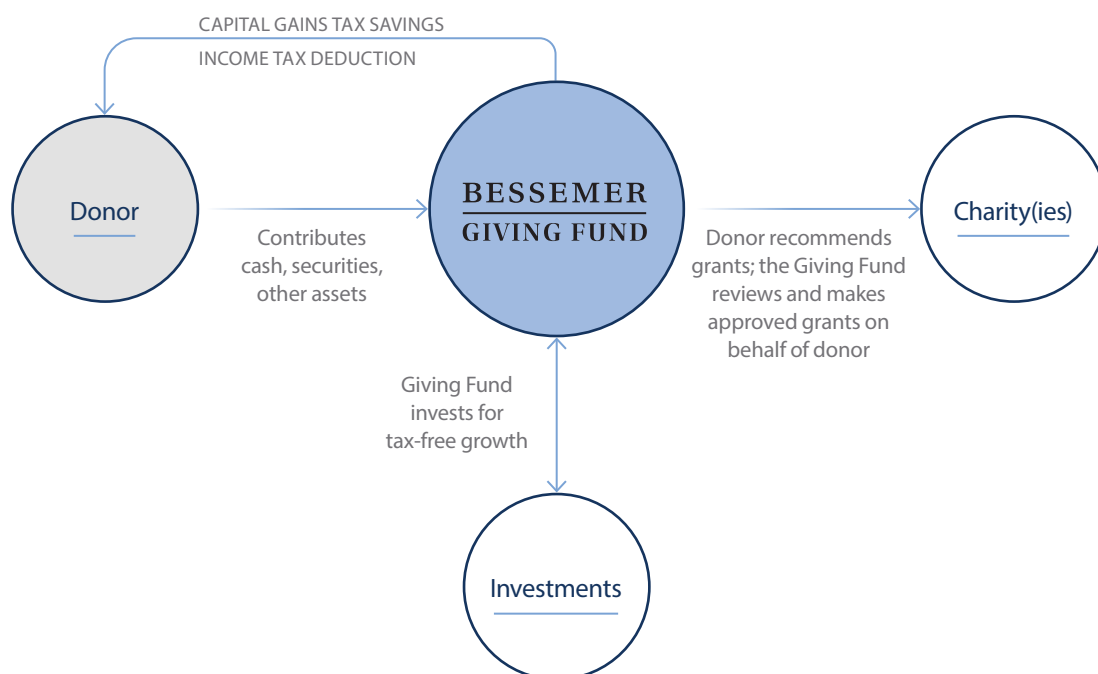 CAPITAL GAINS TAX SAVINGS
INCOME TAX DEDUCTION
Donor
Contributes
cash, securities,
other assets
BESSEMER
GIVING FUND
Donor recommends
grants; the Giving Fund
reviews and makes
approved grants on
behalf of donor
Charity(ies)
Giving Fund
invests for
tax-free growth
Investments